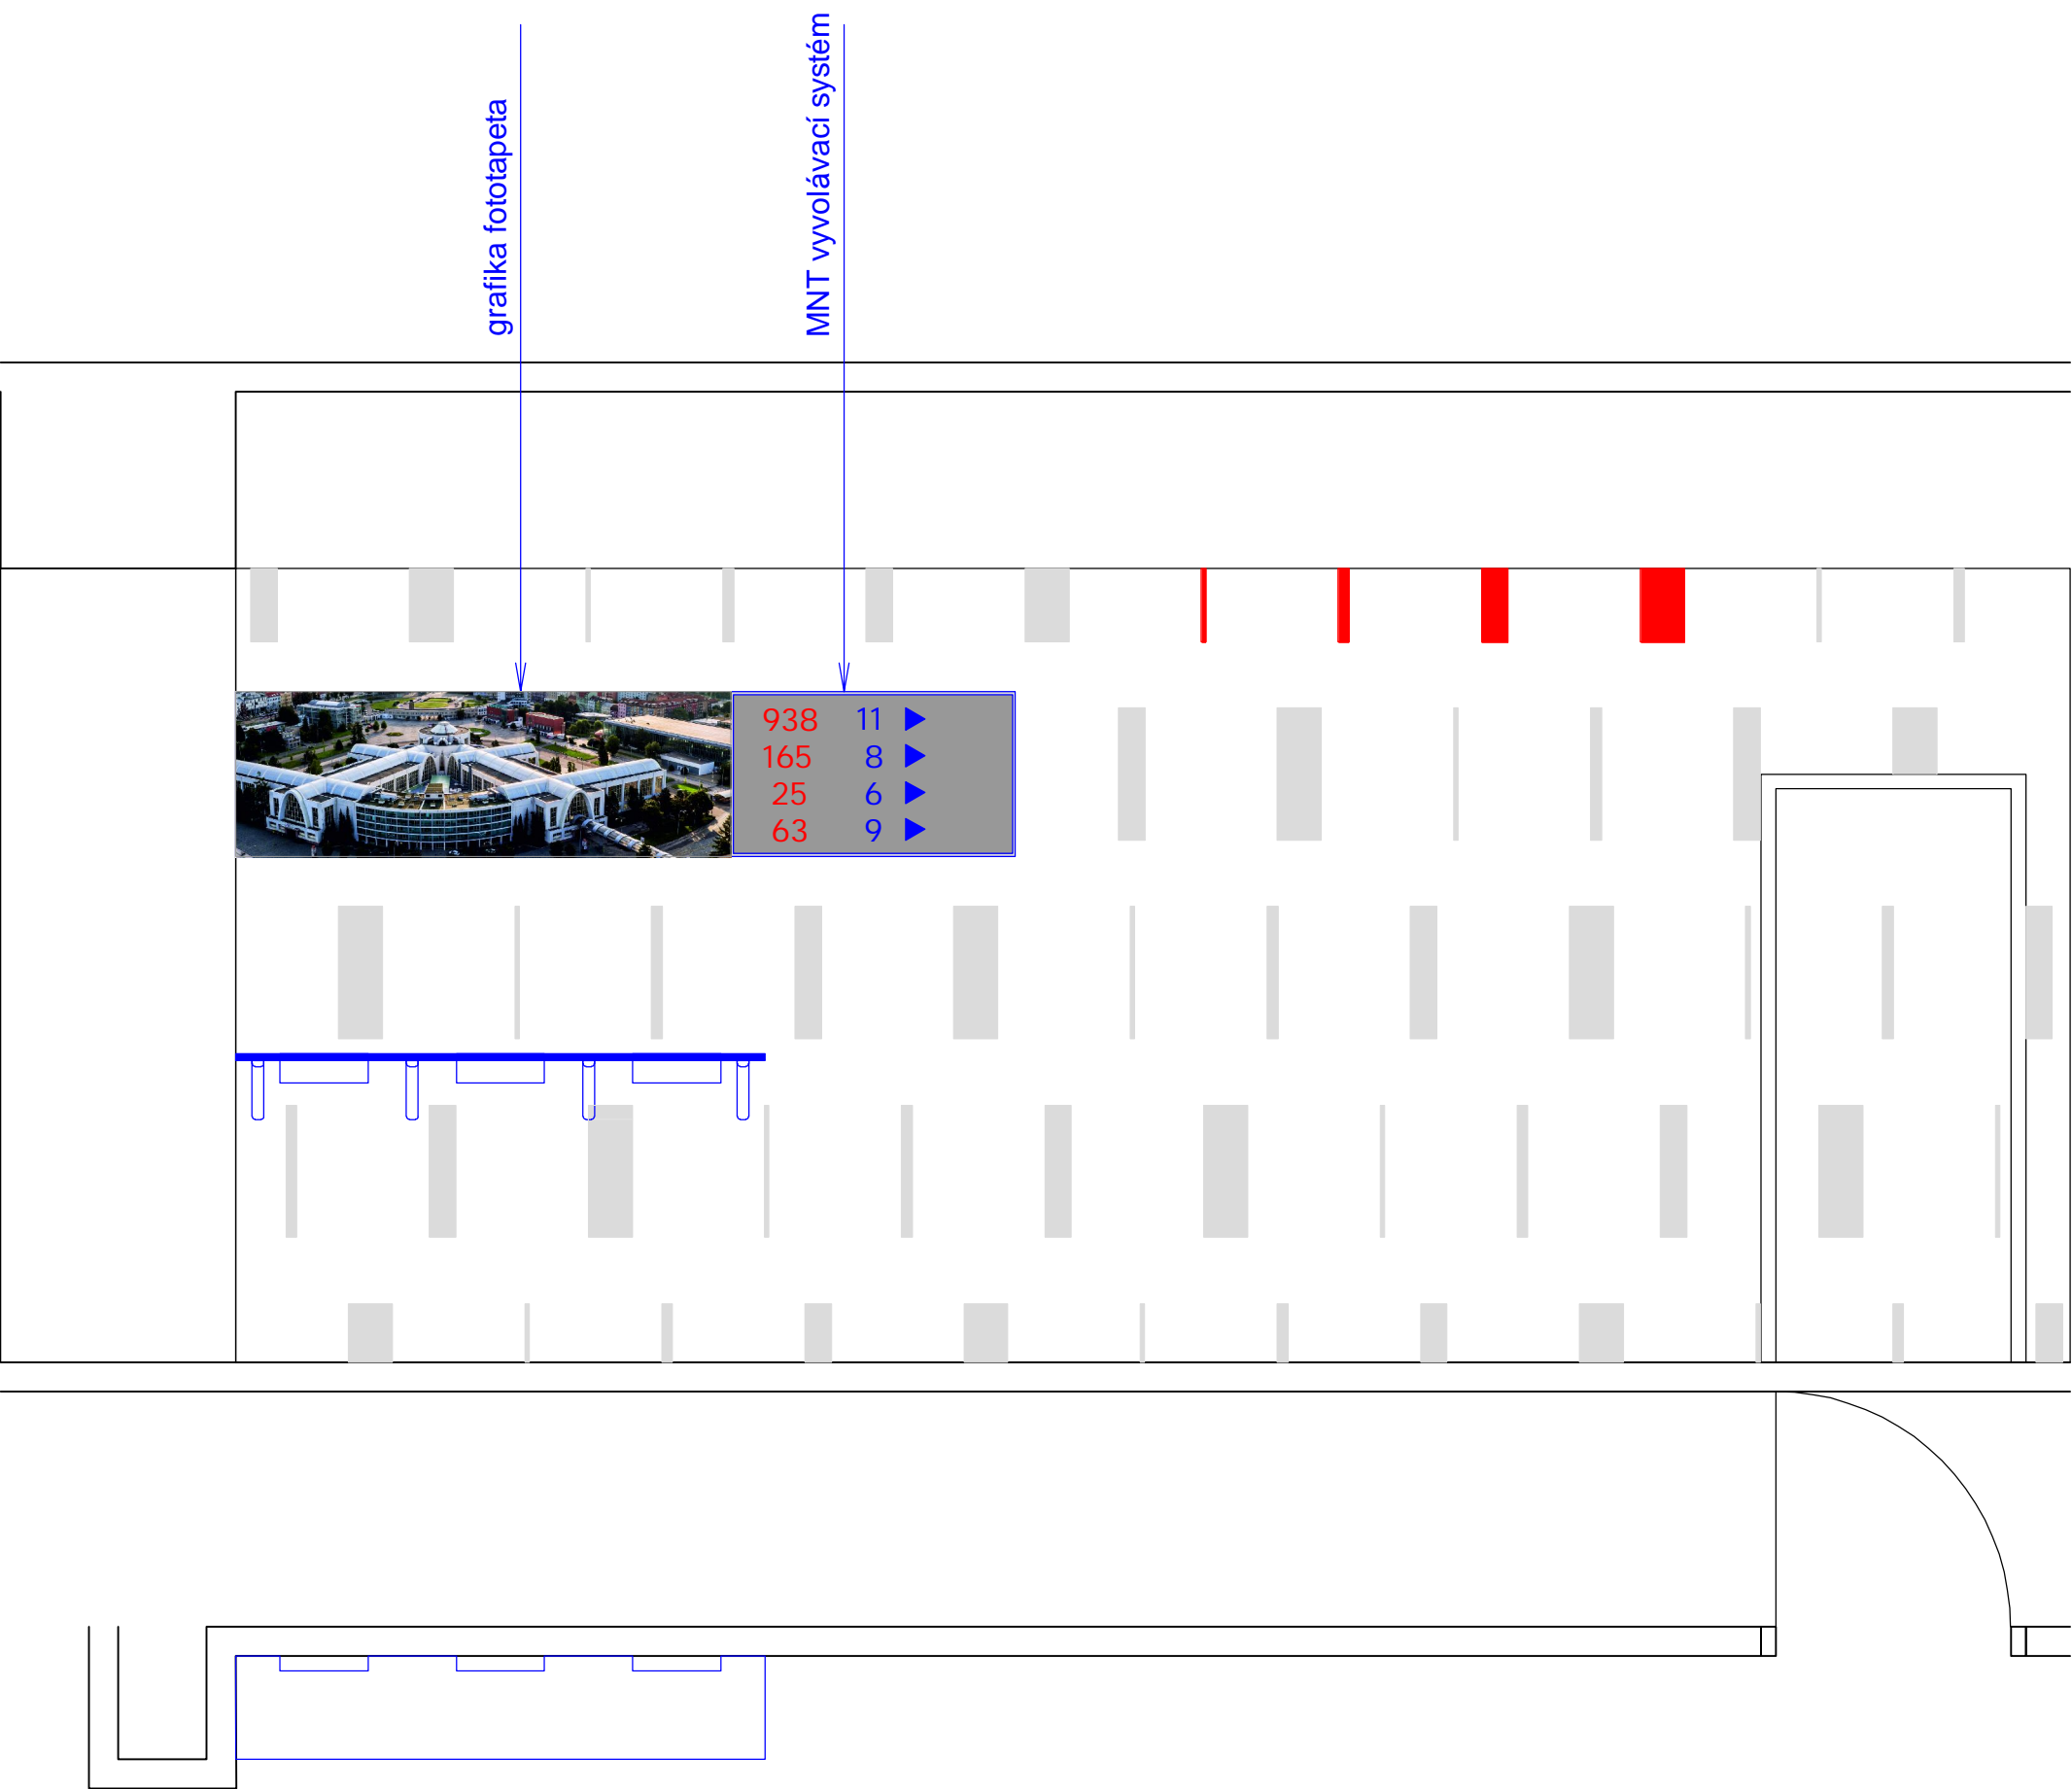 grafika fototapeta
MNT vyvolávací systém
938 11 ▶
165 8 ▶
25 6 ▶
63 9 ▶